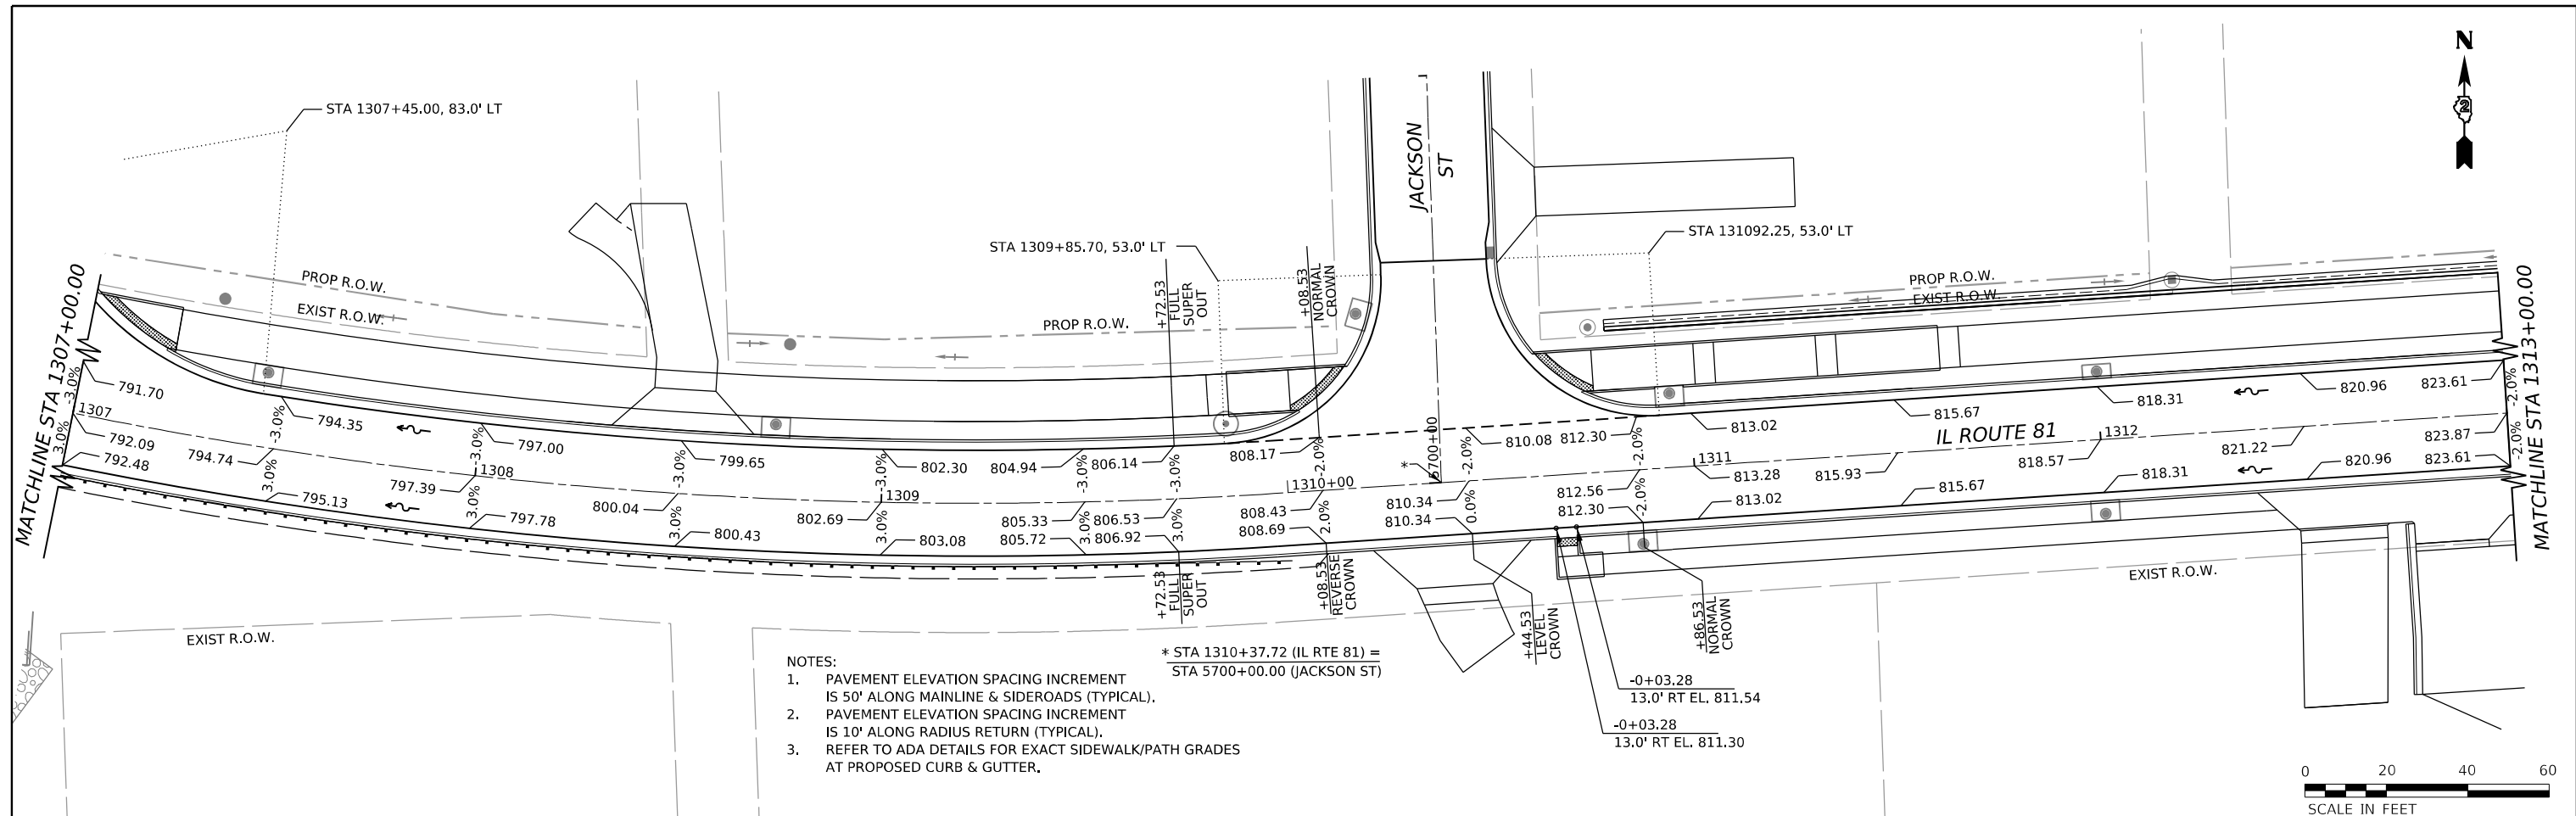 N
2
STA 1307+45.00, 83.0' LT
JACKSON
ST
STA 1309+85.70, 53.0' LT
STA 131092.25, 53.0' LT
MATCHLINE STA 1307+00.00
PROP R.O.W.
EXIST R.O.W.
PROP R.O.W.
+72.53
FULL
SUPER
OUT
+08.53
NORMAL
CROWN
PROP R.O.W.
EXIST R.O.W.
MATCHLINE STA 1313+00.00
-3.0%
791.70
1307
3.0%
792.09
792.48
794.35
-3.0%
794.74
3.0%
795.13
797.00
-3.0%
1308
797.39
3.0%
797.78
799.65
-3.0%
800.04
3.0%
800.43
802.30
-3.0%
1309
802.69
3.0%
803.08
804.94
-3.0%
805.33
3.0%
805.72
806.14
-3.0%
806.53
3.0%
806.92
808.17
-2.0%
1310+00
808.43
2.0%
808.69
5700+00
*
810.08
-2.0%
810.34
0.0%
810.34
812.30
-2.0%
812.56
-2.0%
812.30
813.02
1311
813.28
813.02
815.67
IL ROUTE 81
815.93
815.67
818.31
1312
818.57
818.31
820.96
821.22
820.96
823.61
-2.0%
823.87
-2.0%
823.61
+72.53
FULL
SUPER
OUT
+08.53
REVERSE
CROWN
+44.53
LEVEL
CROWN
+86.53
NORMAL
CROWN
EXIST R.O.W.
EXIST R.O.W.
* STA 1310+37.72 (IL RTE 81) =
STA 5700+00.00 (JACKSON ST)
-0+03.28
13.0' RT EL. 811.54
-0+03.28
13.0' RT EL. 811.30
NOTES:
1. PAVEMENT ELEVATION SPACING INCREMENT
IS 50' ALONG MAINLINE & SIDEROADS (TYPICAL).
2. PAVEMENT ELEVATION SPACING INCREMENT
IS 10' ALONG RADIUS RETURN (TYPICAL).
3. REFER TO ADA DETAILS FOR EXACT SIDEWALK/PATH GRADES
AT PROPOSED CURB & GUTTER.
0 20 40 60
SCALE IN FEET